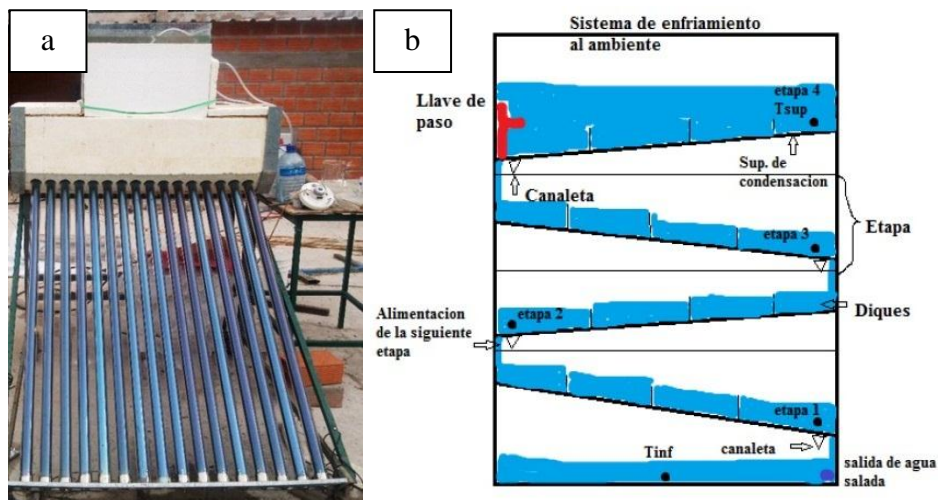 a
b
Sistema de enfriamiento
al ambiente
etapa 4
Tsup
Llave de
paso
Sup. de
condensacion
Canaleta
Etapa
etapa 3
Alimentacion
de la siguiente
etapa
etapa 2
Diques
etapa 1
Tinf
canaleta
salida de agua
salada